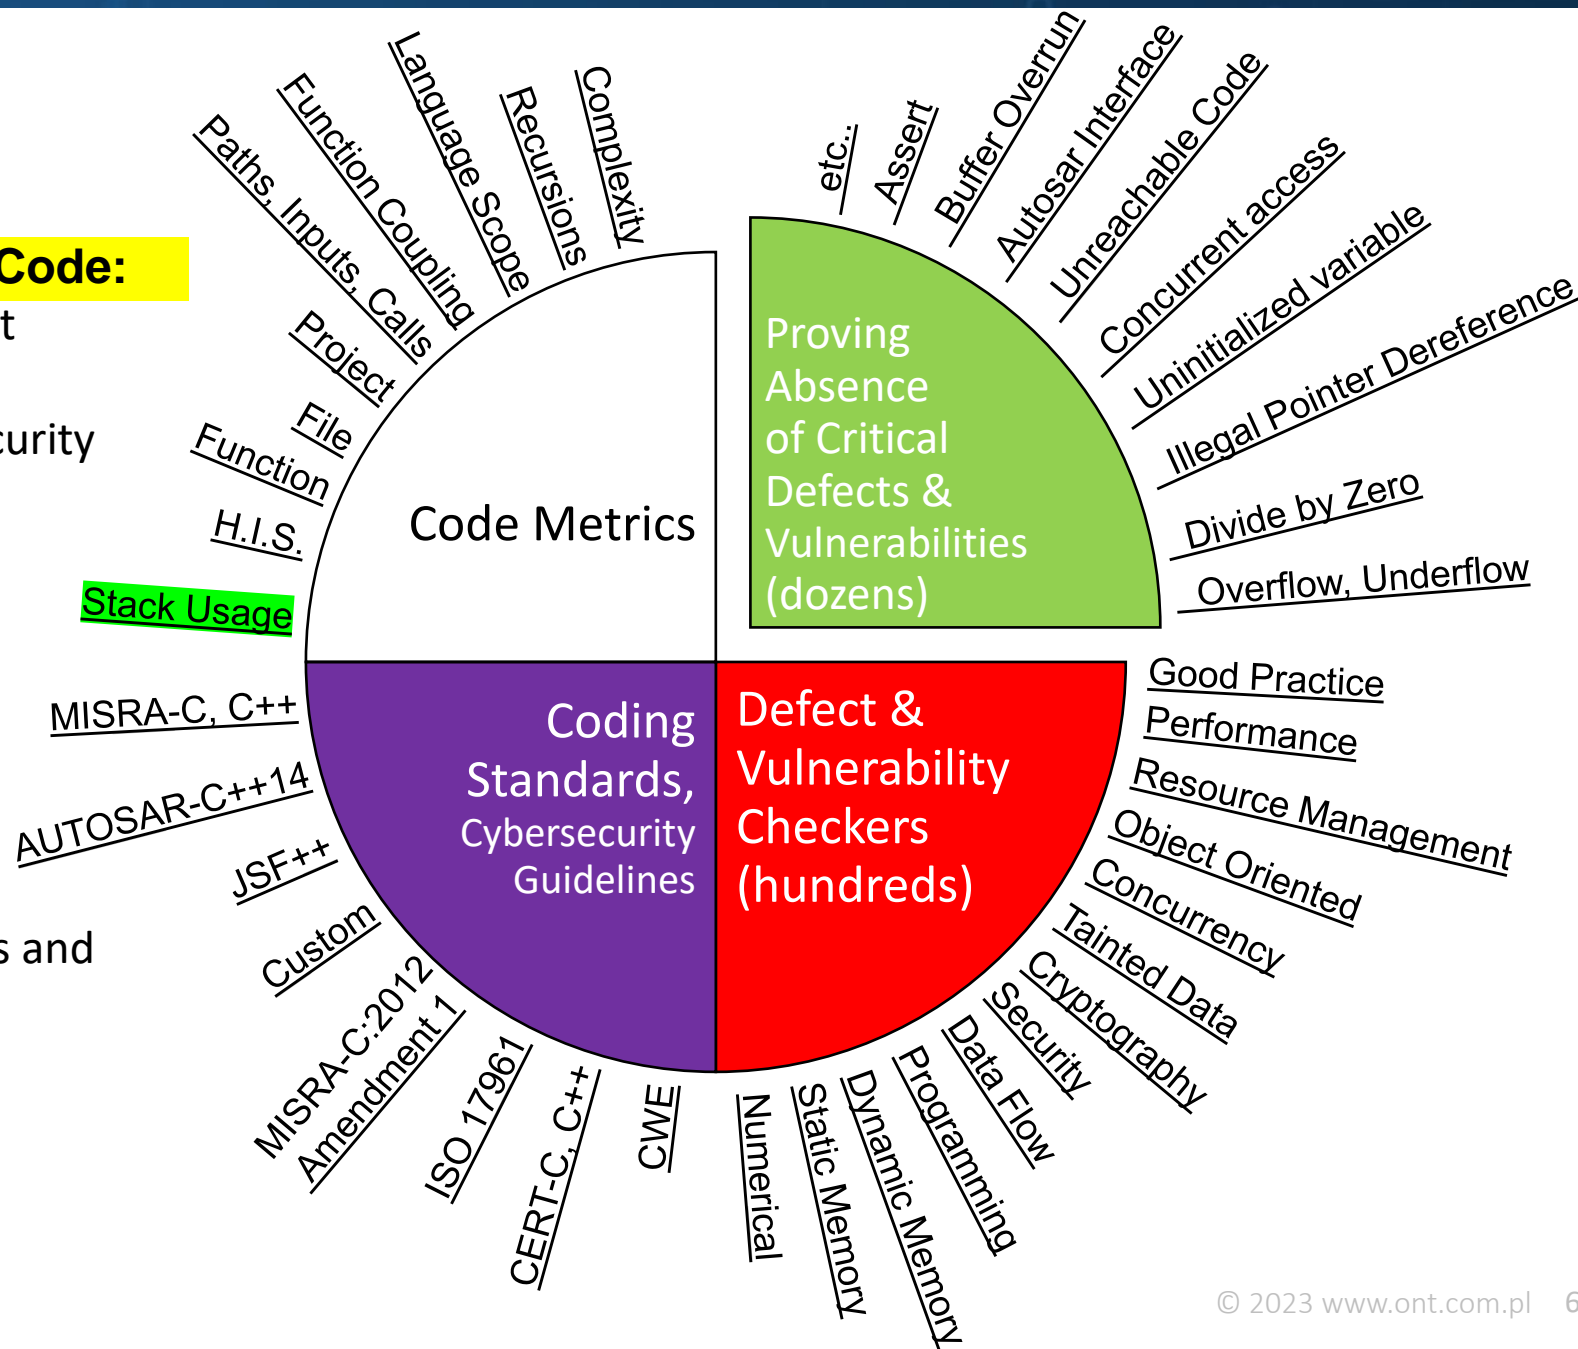 Code:
t
curity
s and
Complexity
Recursions
Language Scope
Function Coupling
Paths, Inputs, Calls
Project
File
Function
H.I.S.
Stack Usage
Code Metrics
etc..
Assert
Buffer Overrun
Autosar Interface
Unreachable Code
Concurrent access
Uninitialized variable
Illegal Pointer Dereference
Divide by Zero
Overflow, Underflow
Proving
Absence
of Critical
Defects &
Vulnerabilities
(dozens)
MISRA-C, C++
AUTOSAR-C++14
JSF++
Custom
MISRA-C:2012
Amendment 1
ISO 17961
CERT-C, C++
CWE
Coding
Standards,
Cybersecurity
Guidelines
Defect &
Vulnerability
Checkers
(hundreds)
Good Practice
Performance
Resource Management
Object Oriented
Concurrency
Tainted Data
Cryptography
Security
Data Flow
Programming
Dynamic Memory
Static Memory
Numerical
© 2023 www.ont.com.pl 6